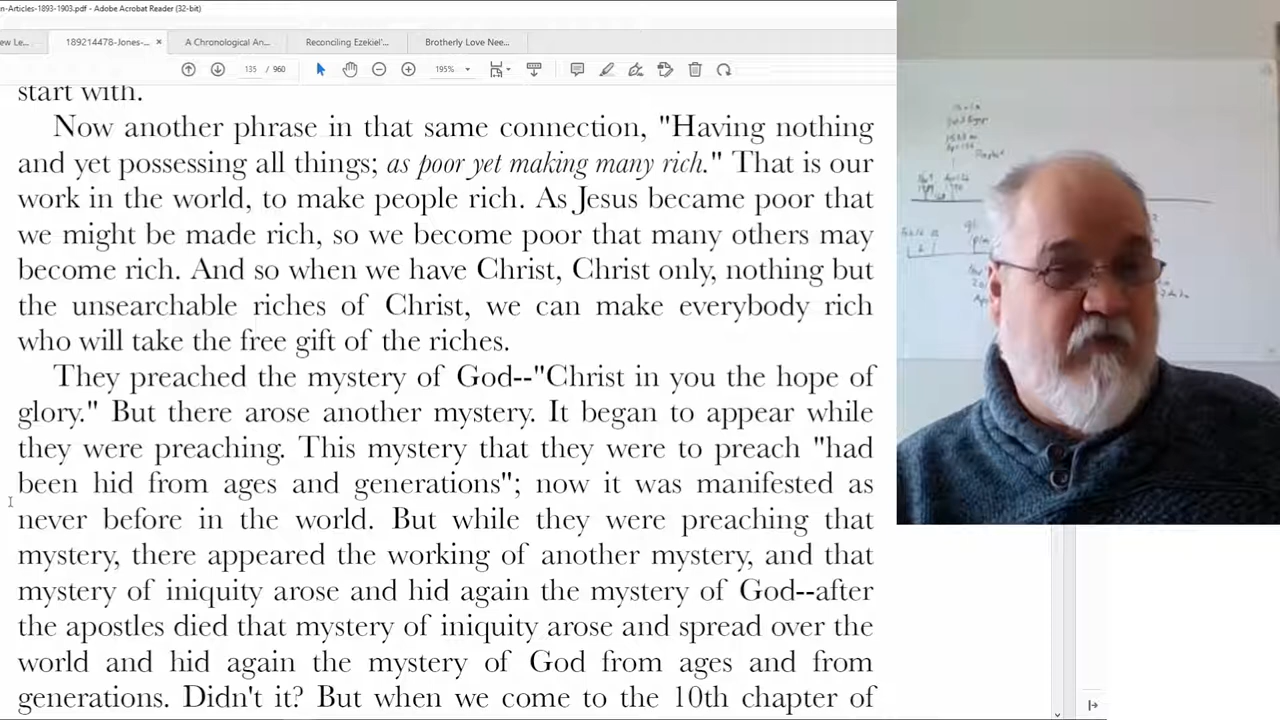 n-Articles-1893-1903.pdf - Adobe Acrobat Reader (32-bit)
ew Le... 189214478-Jones-... × A Chronological An... Reconciling Ezekiel'... Brotherly Love Nee...
135 / 960 195%
start with.
Now another phrase in that same connection, "Having nothing
and yet possessing all things; as poor yet making many rich." That is our
work in the world, to make people rich. As Jesus became poor that
we might be made rich, so we become poor that many others may
become rich. And so when we have Christ, Christ only, nothing but
the unsearchable riches of Christ, we can make everybody rich
who will take the free gift of the riches.
They preached the mystery of God--"Christ in you the hope of
glory." But there arose another mystery. It began to appear while
they were preaching. This mystery that they were to preach "had
been hid from ages and generations"; now it was manifested as
never before in the world. But while they were preaching that
mystery, there appeared the working of another mystery, and that
mystery of iniquity arose and hid again the mystery of God--after
the apostles died that mystery of iniquity arose and spread over the
world and hid again the mystery of God from ages and from
generations. Didn't it? But when we come to the 10th chapter of